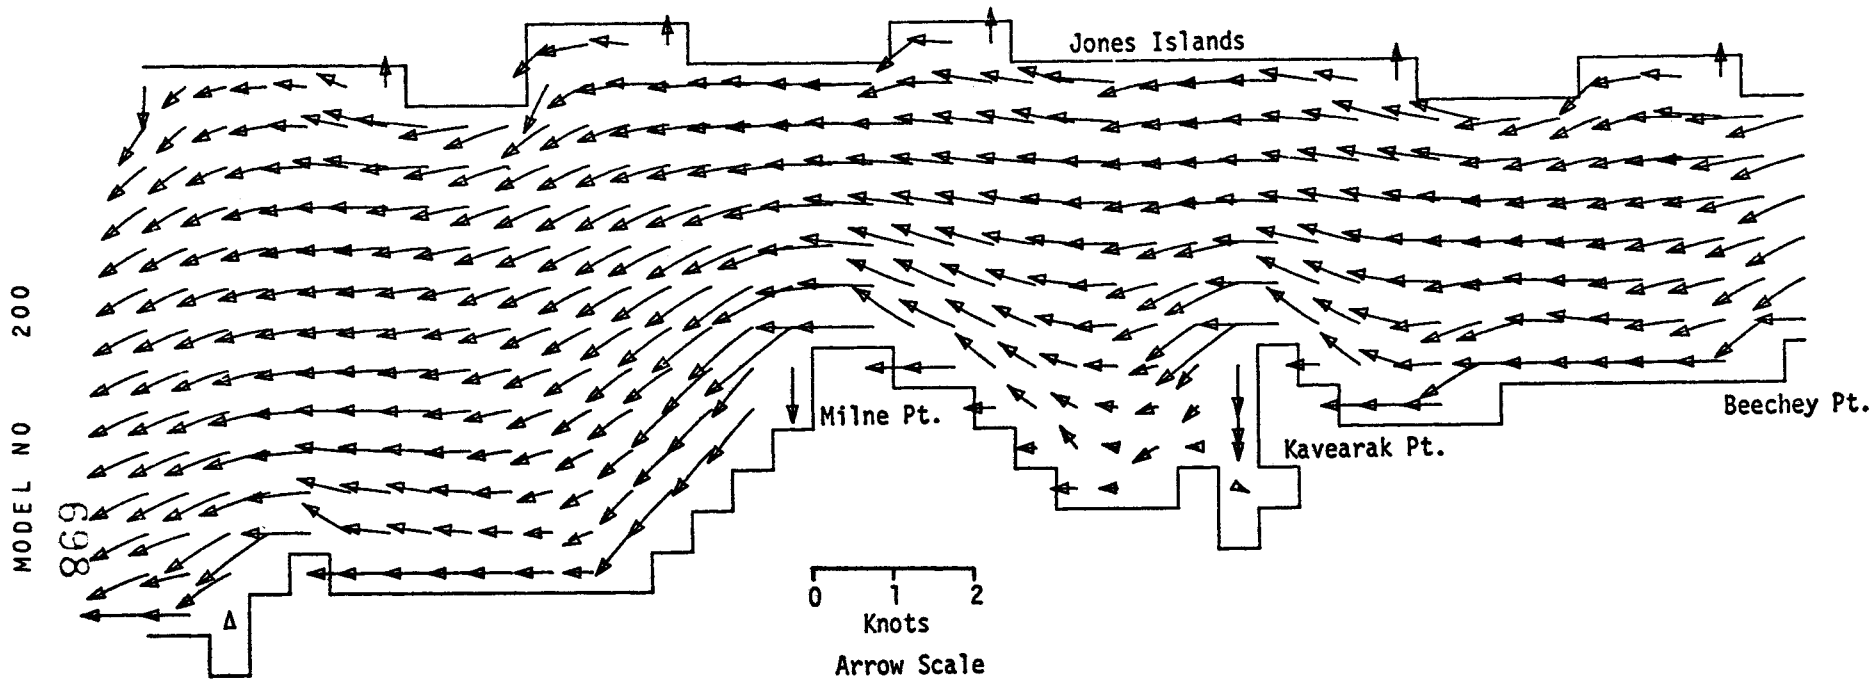 Jones Islands
Milne Pt.
Kavearak Pt.
Beechey Pt.
0 1 2
Knots
Arrow Scale
MODEL NO 200
869